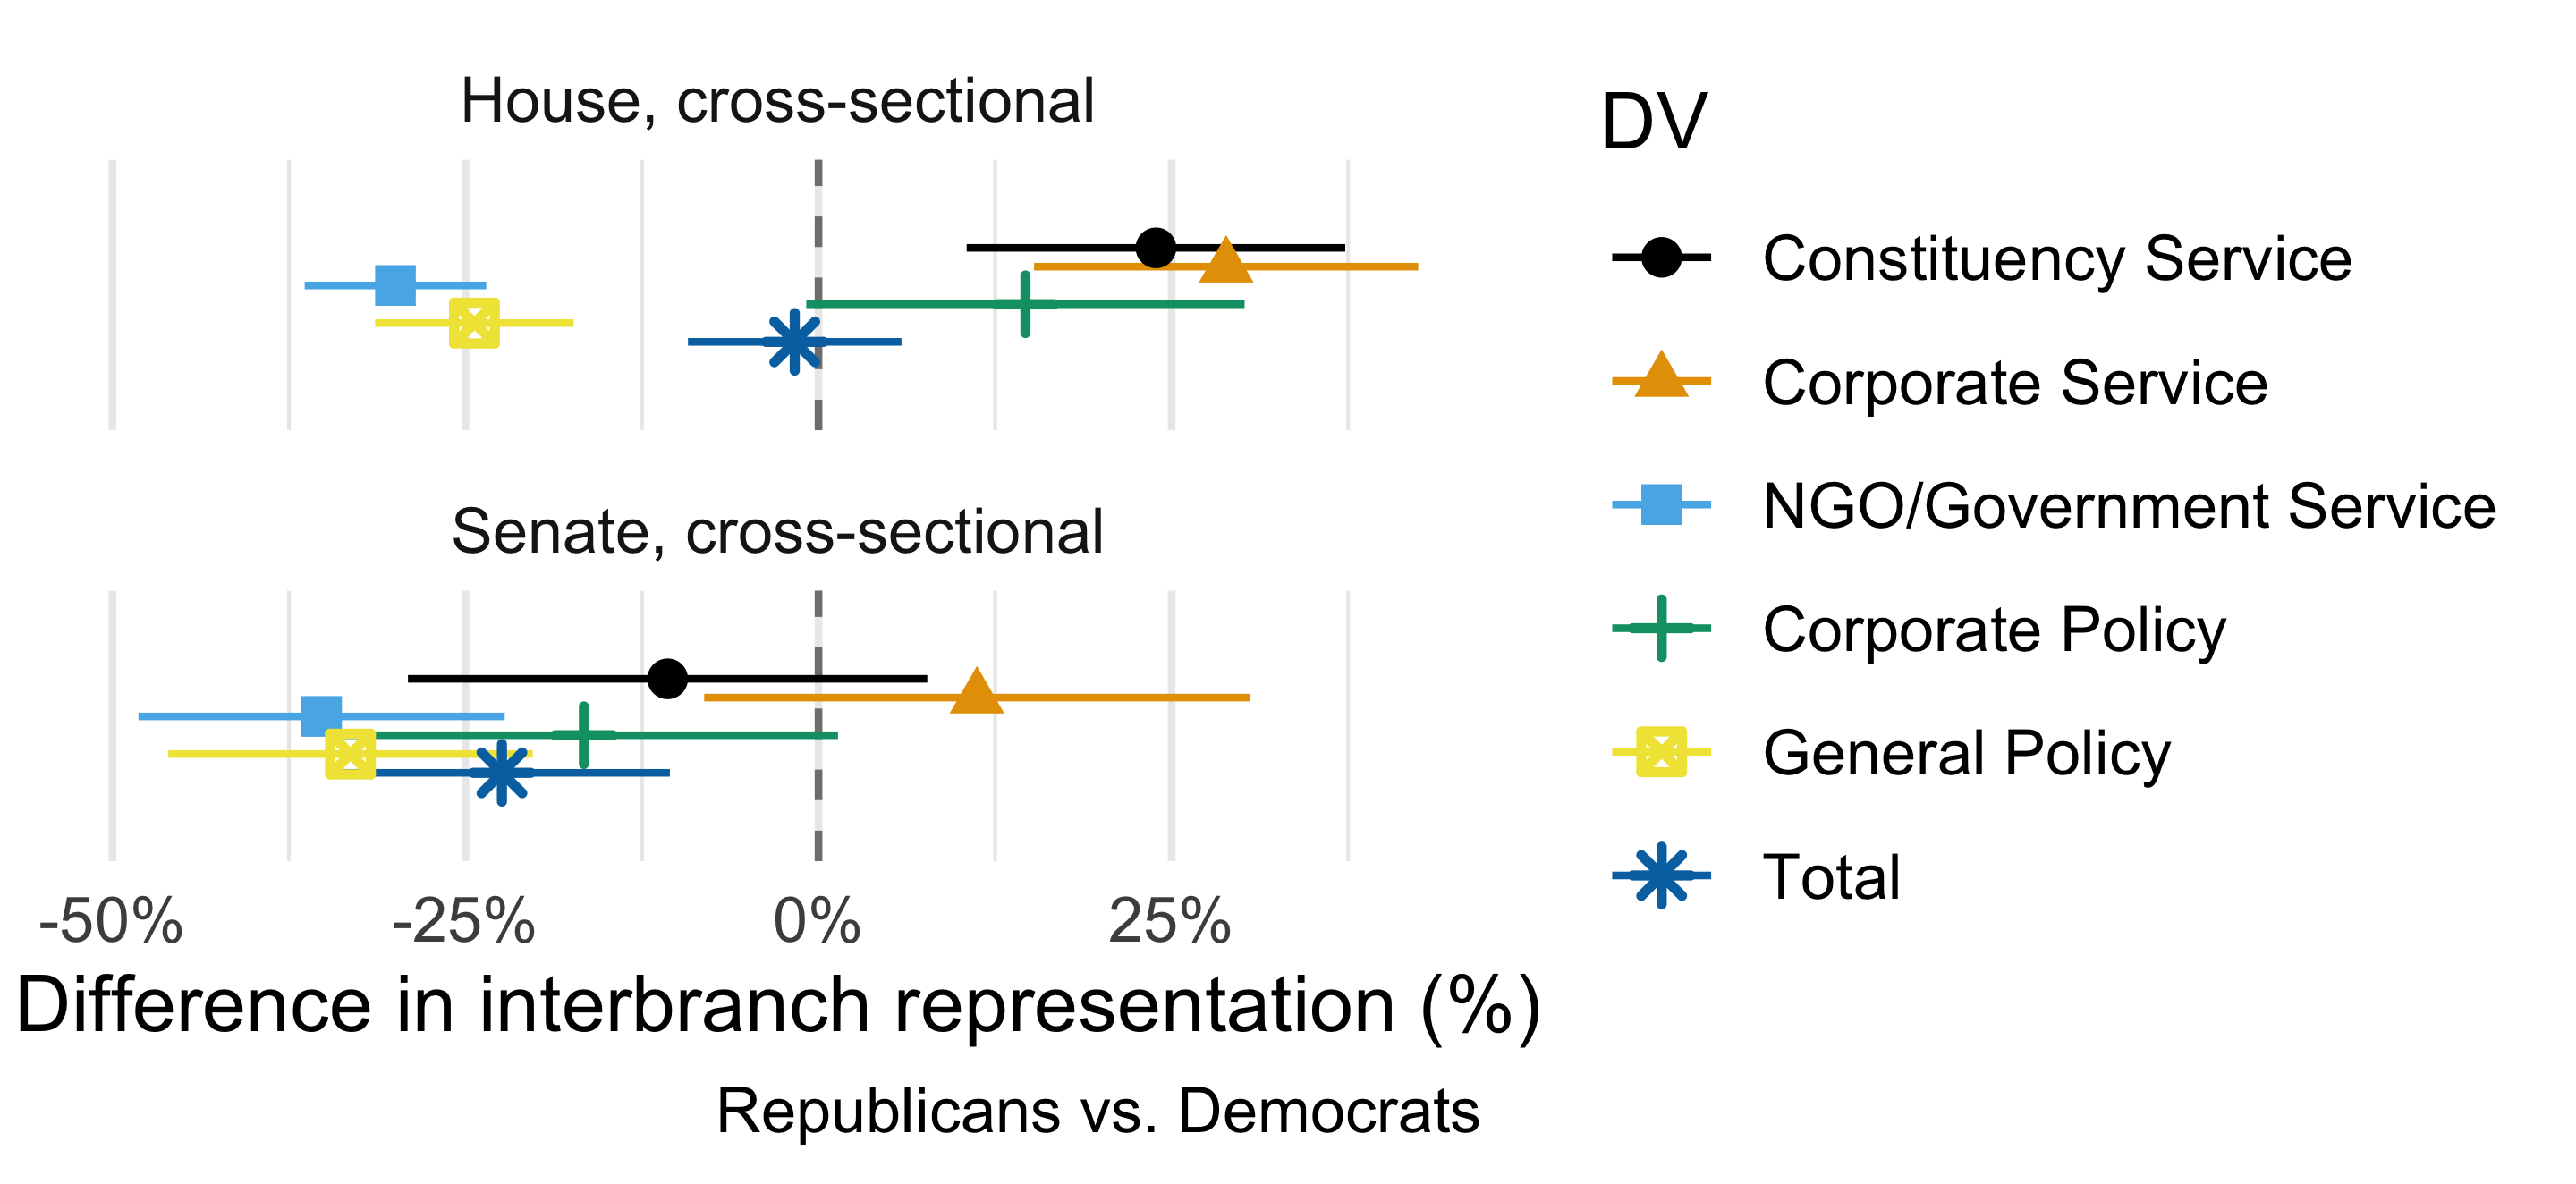 House, cross-sectional
Senate, cross-sectional
-50% -25% 0% 25%
Difference in interbranch representation (%)
Republicans vs. Democrats
DV
Constituency Service
Corporate Service
NGO/Government Service
Corporate Policy
General Policy
Total